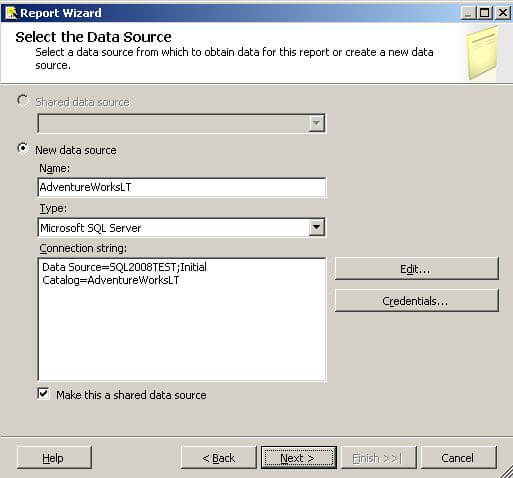 Report Wizard
Select the Data Source
Select a data source from which to obtain data for this report or create a new data
source.
Shared data source
New data source
Name:
AdventureWorksLT
Type:
Microsoft SQL Server
Connection string:
Data Source=SQL2008TEST;Initial
Catalog=AdventureWorksLT
Edit...
Credentials...
Make this a shared data source
Help
< Back
Next >
Finish >>|
Cancel